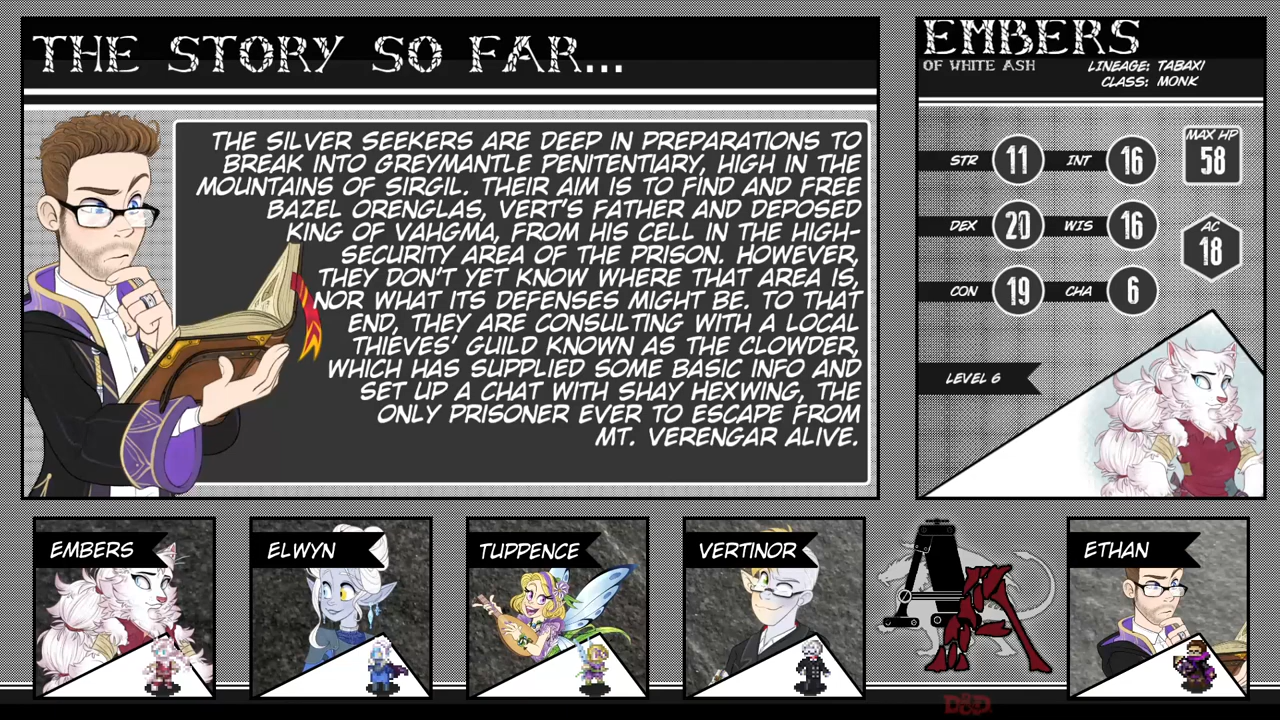 THE STORY SO FAR...
THE SILVER SEEKERS ARE DEEP IN PREPARATIONS TO
BREAK INTO GREYMANTLE PENITENTIARY, HIGH IN THE
MOUNTAINS OF SIRGIL. THEIR AIM IS TO FIND AND FREE
BAZEL ORENGLAS, VERT'S FATHER AND DEPOSED
KING OF VAHGMA, FROM HIS CELL IN THE HIGH-
SECURITY AREA OF THE PRISON. HOWEVER,
THEY DON'T YET KNOW WHERE THAT AREA IS,
NOR WHAT ITS DEFENSES MIGHT BE. TO THAT
END, THEY ARE CONSULTING WITH A LOCAL
THIEVES' GUILD KNOWN AS THE CLOWDER,
WHICH HAS SUPPLIED SOME BASIC INFO AND
SET UP A CHAT WITH SHAY HEXWING, THE
ONLY PRISONER EVER TO ESCAPE FROM
MT. VERENGAR ALIVE.
EMBERS
OF WHITE ASH
LINEAGE: TABAXI
CLASS: MONK
STR 11 INT 16
MAX HP
58
DEX 20 WIS 16
AC
18
CON 19 CHA 6
LEVEL 6
EMBERS
ELWYN
TUPPENCE
VERTINOR
AR
ETHAN
D&D